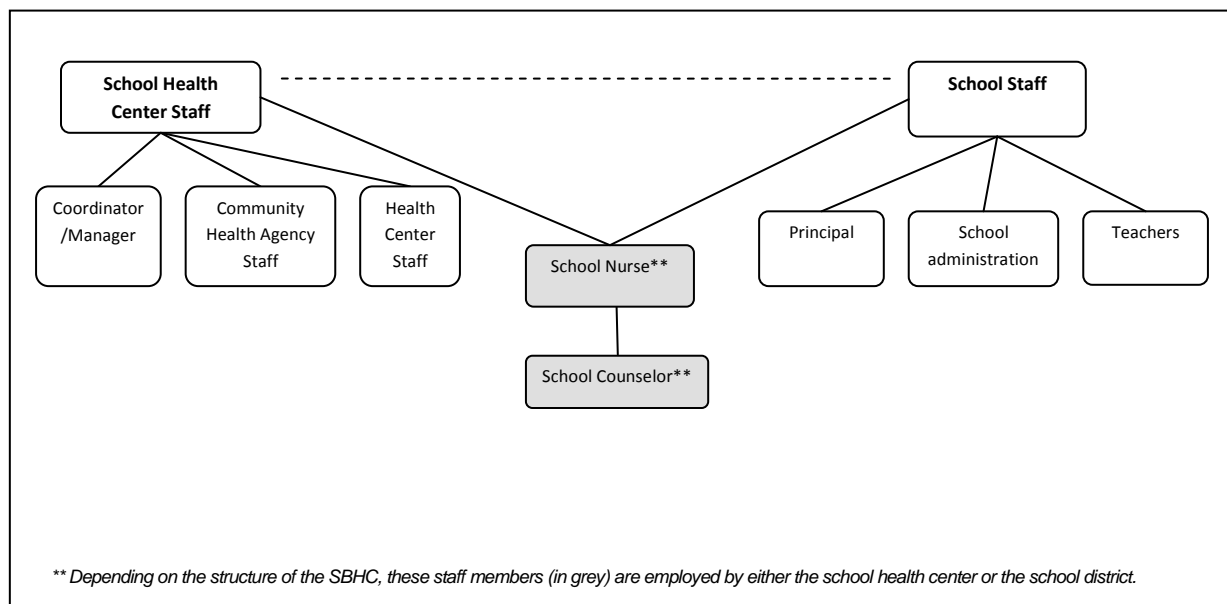 School Health
Center Staff
School Staff
Coordinator
/Manager
Community
Health Agency
Staff
Health
Center
Staff
School Nurse**
Principal
School
administration
Teachers
School Counselor**
** Depending on the structure of the SBHC, these staff members (in grey) are employed by either the school health center or the school district.